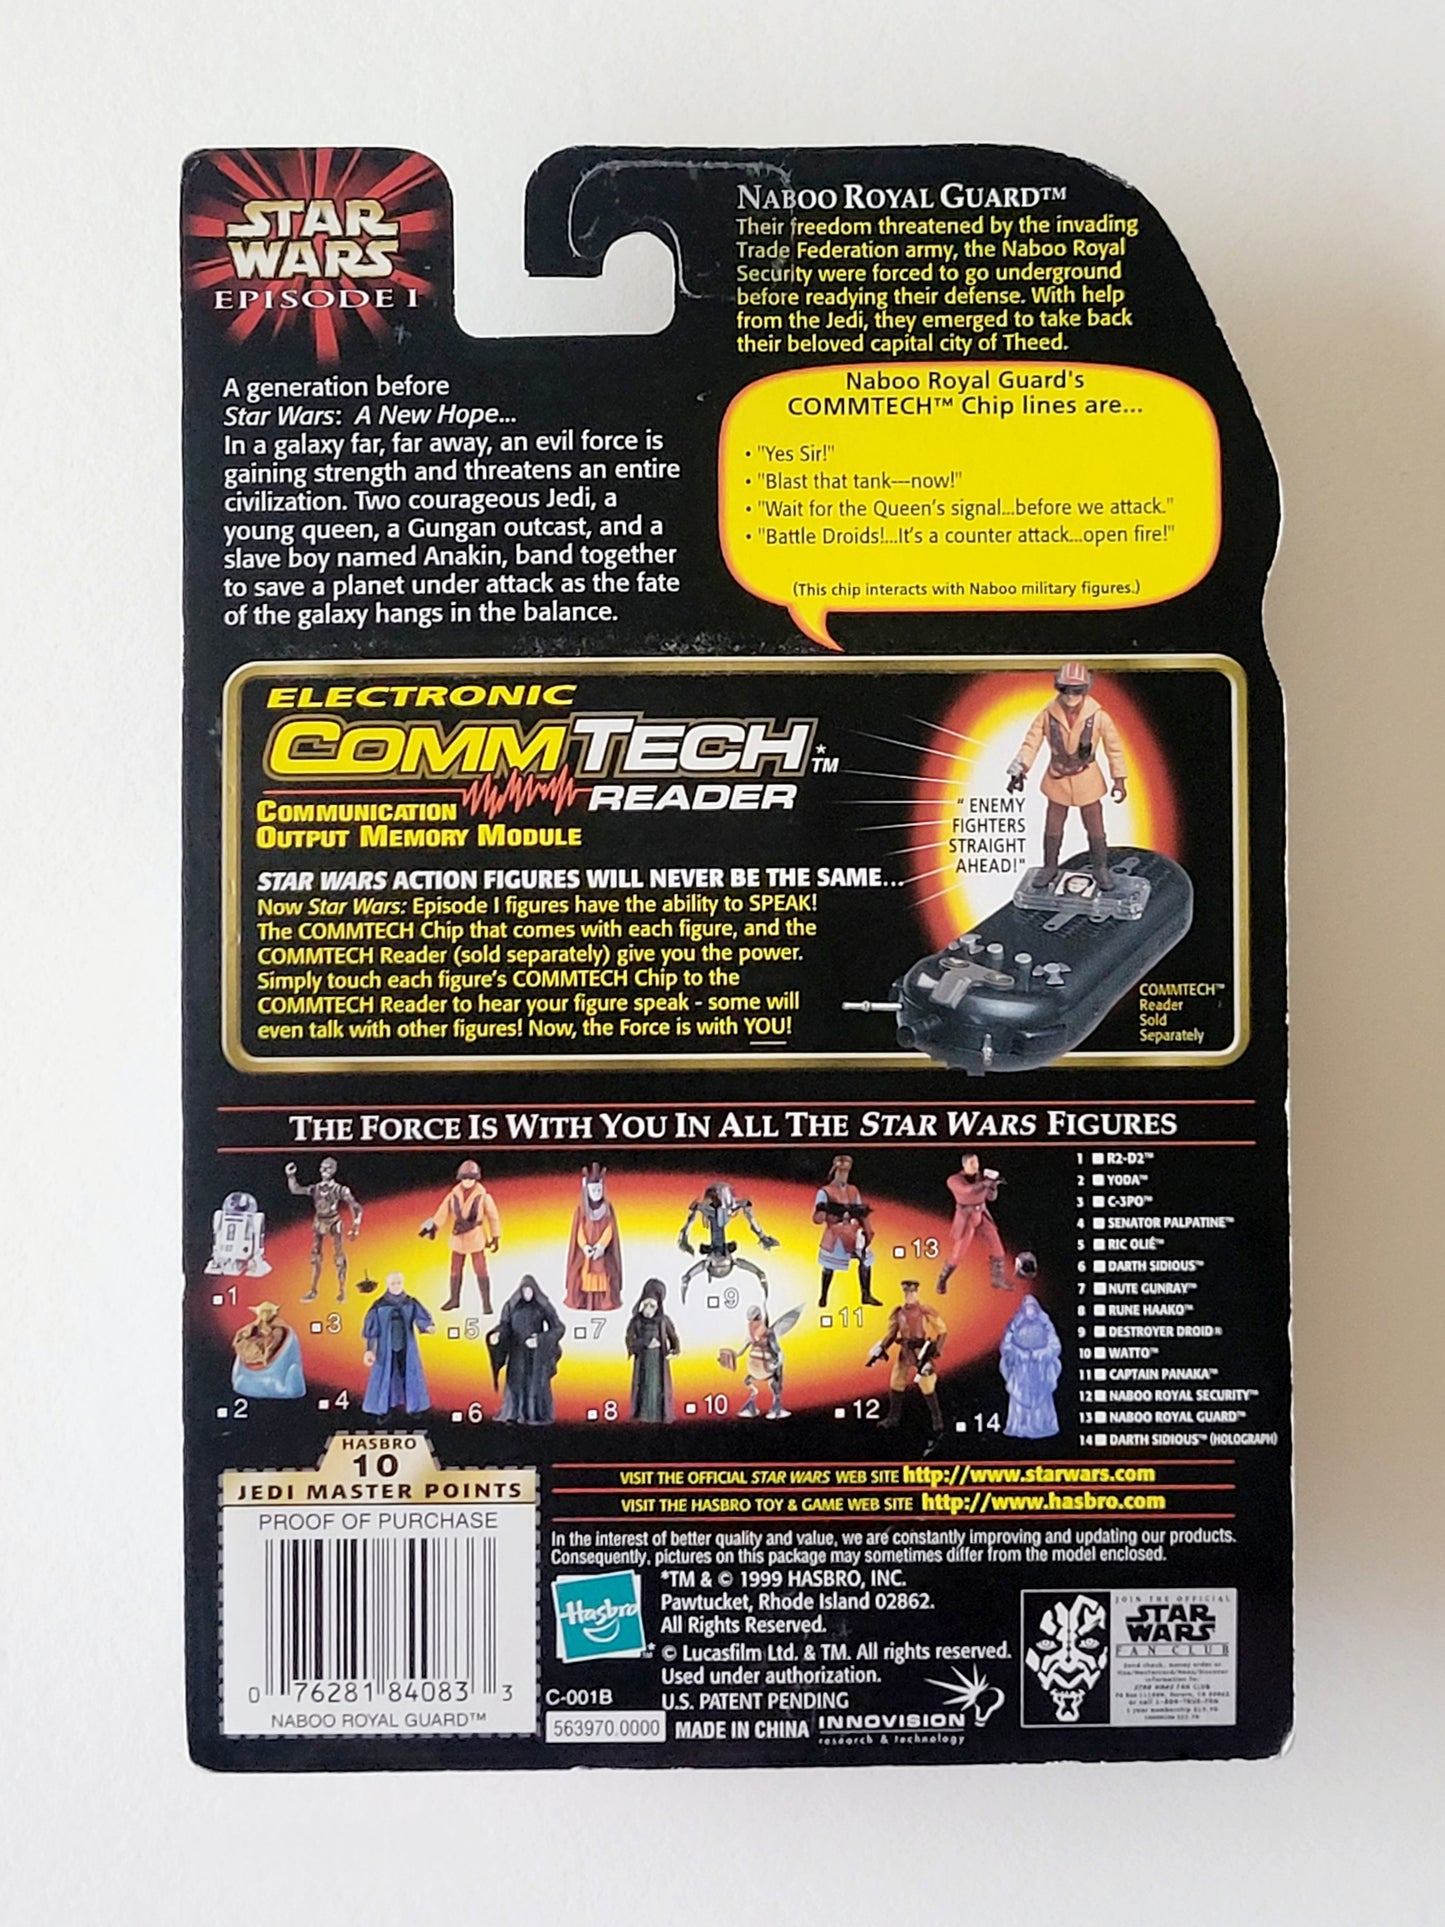 STAR
WARS
EPISODE I
NABOO ROYAL GUARD™
Their freedom threatened by the invading
Trade Federation army, the Naboo Royal
Security were forced to go underground
before readying their defense. With help
from the Jedi, they emerged to take back
their beloved capital city of Theed.
A generation before
Star Wars: A New Hope...
In a galaxy far, far away, an evil force is
gaining strength and threatens an entire
civilization. Two courageous Jedi, a
young queen, a Gungan outcast, and a
slave boy named Anakin, band together
to save a planet under attack as the fate
of the galaxy hangs in the balance.
Naboo Royal Guard's
COMMTECH™ Chip lines are...
• "Yes Sir!"
• "Blast that tank—now!"
• "Wait for the Queen's signal...before we attack."
• "Battle Droids!...It's a counter attack...open fire!"
(This chip interacts with Naboo military figures.)
ELECTRONIC
COMMTECH*™
READER
COMMUNICATION
OUTPUT MEMORY MODULE
STAR WARS ACTION FIGURES WILL NEVER BE THE SAME...
Now Star Wars: Episode I figures have the ability to SPEAK!
The COMMTECH Chip that comes with each figure, and the
COMMTECH Reader (sold separately) give you the power.
Simply touch each figure's COMMTECH Chip to the
COMMTECH Reader to hear your figure speak - some will
even talk with other figures! Now, the Force is with YOU!
" ENEMY
FIGHTERS
STRAIGHT
AHEAD!"
COMMTECH™
Reader
Sold
Separately
THE FORCE IS WITH YOU IN ALL THE STAR WARS FIGURES
1
2
3
4
5
6
7
8
9
10
11
12
13
14
1 R2-D2™
2 YODA™
3 C-3PO™
4 SENATOR PALPATINE™
5 RIC OLIÉ™
6 DARTH SIDIOUS™
7 NUTE GUNRAY™
8 RUNE HAAKO™
9 DESTROYER DROID®
10 WATTO™
11 CAPTAIN PANAKA™
12 NABOO ROYAL SECURITY™
13 NABOO ROYAL GUARD™
14 DARTH SIDIOUS™ (HOLOGRAPH)
HASBRO
10
JEDI MASTER POINTS
PROOF OF PURCHASE
0 76281 84083 3
NABOO ROYAL GUARD™
VISIT THE OFFICIAL STAR WARS WEB SITE http://www.starwars.com
VISIT THE HASBRO TOY & GAME WEB SITE http://www.hasbro.com
In the interest of better quality and value, we are constantly improving and updating our products.
Consequently, pictures on this package may sometimes differ from the model enclosed.
Hasbro
™*
*TM & © 1999 HASBRO, INC.
Pawtucket, Rhode Island 02862.
All Rights Reserved.
© Lucasfilm Ltd. & TM. All rights reserved.
Used under authorization.
U.S. PATENT PENDING
C-001B
563970.0000
MADE IN CHINA
INNOVISION
research & technology
JOIN THE OFFICIAL
STAR
WARS
FAN CLUB
STAR WARS FAN CLUB